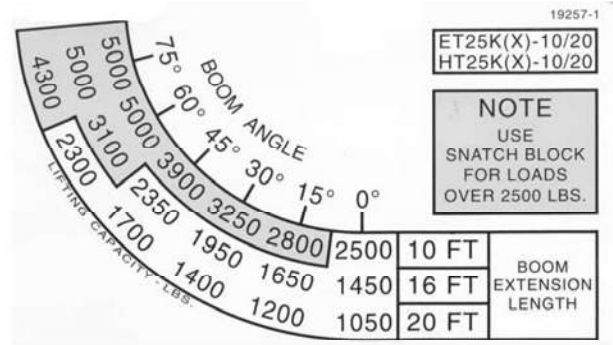 19257-1
ET25K(X)-10/20
HT25K(X)-10/20
NOTE
USE
SNATCH BLOCK
FOR LOADS
OVER 2500 LBS.
BOOM ANGLE
75° 60° 45° 30° 15° 0°
5000 5000 3900 3250 2800 2500 10 FT
5000 3100 2350 1950 1650 1450 16 FT
4300 2300 1700 1400 1200 1050 20 FT
LIFTING CAPACITY - LBS.
BOOM
EXTENSION
LENGTH